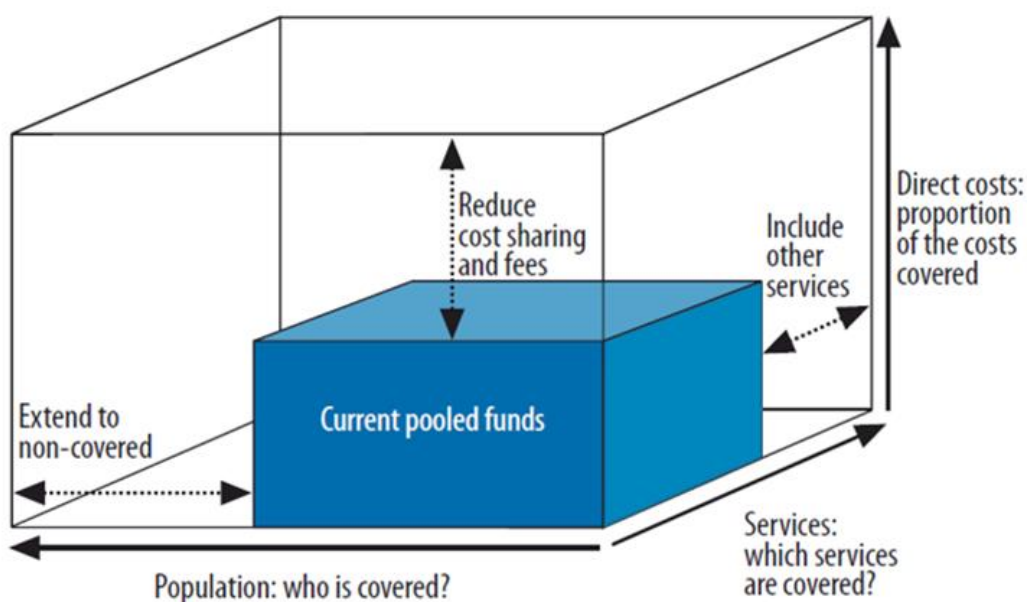 Reduce
cost sharing
and fees
Include
other
services
Direct costs:
proportion
of the costs
covered
Extend to
non-covered
Current pooled funds
Services:
which services
are covered?
Population: who is covered?